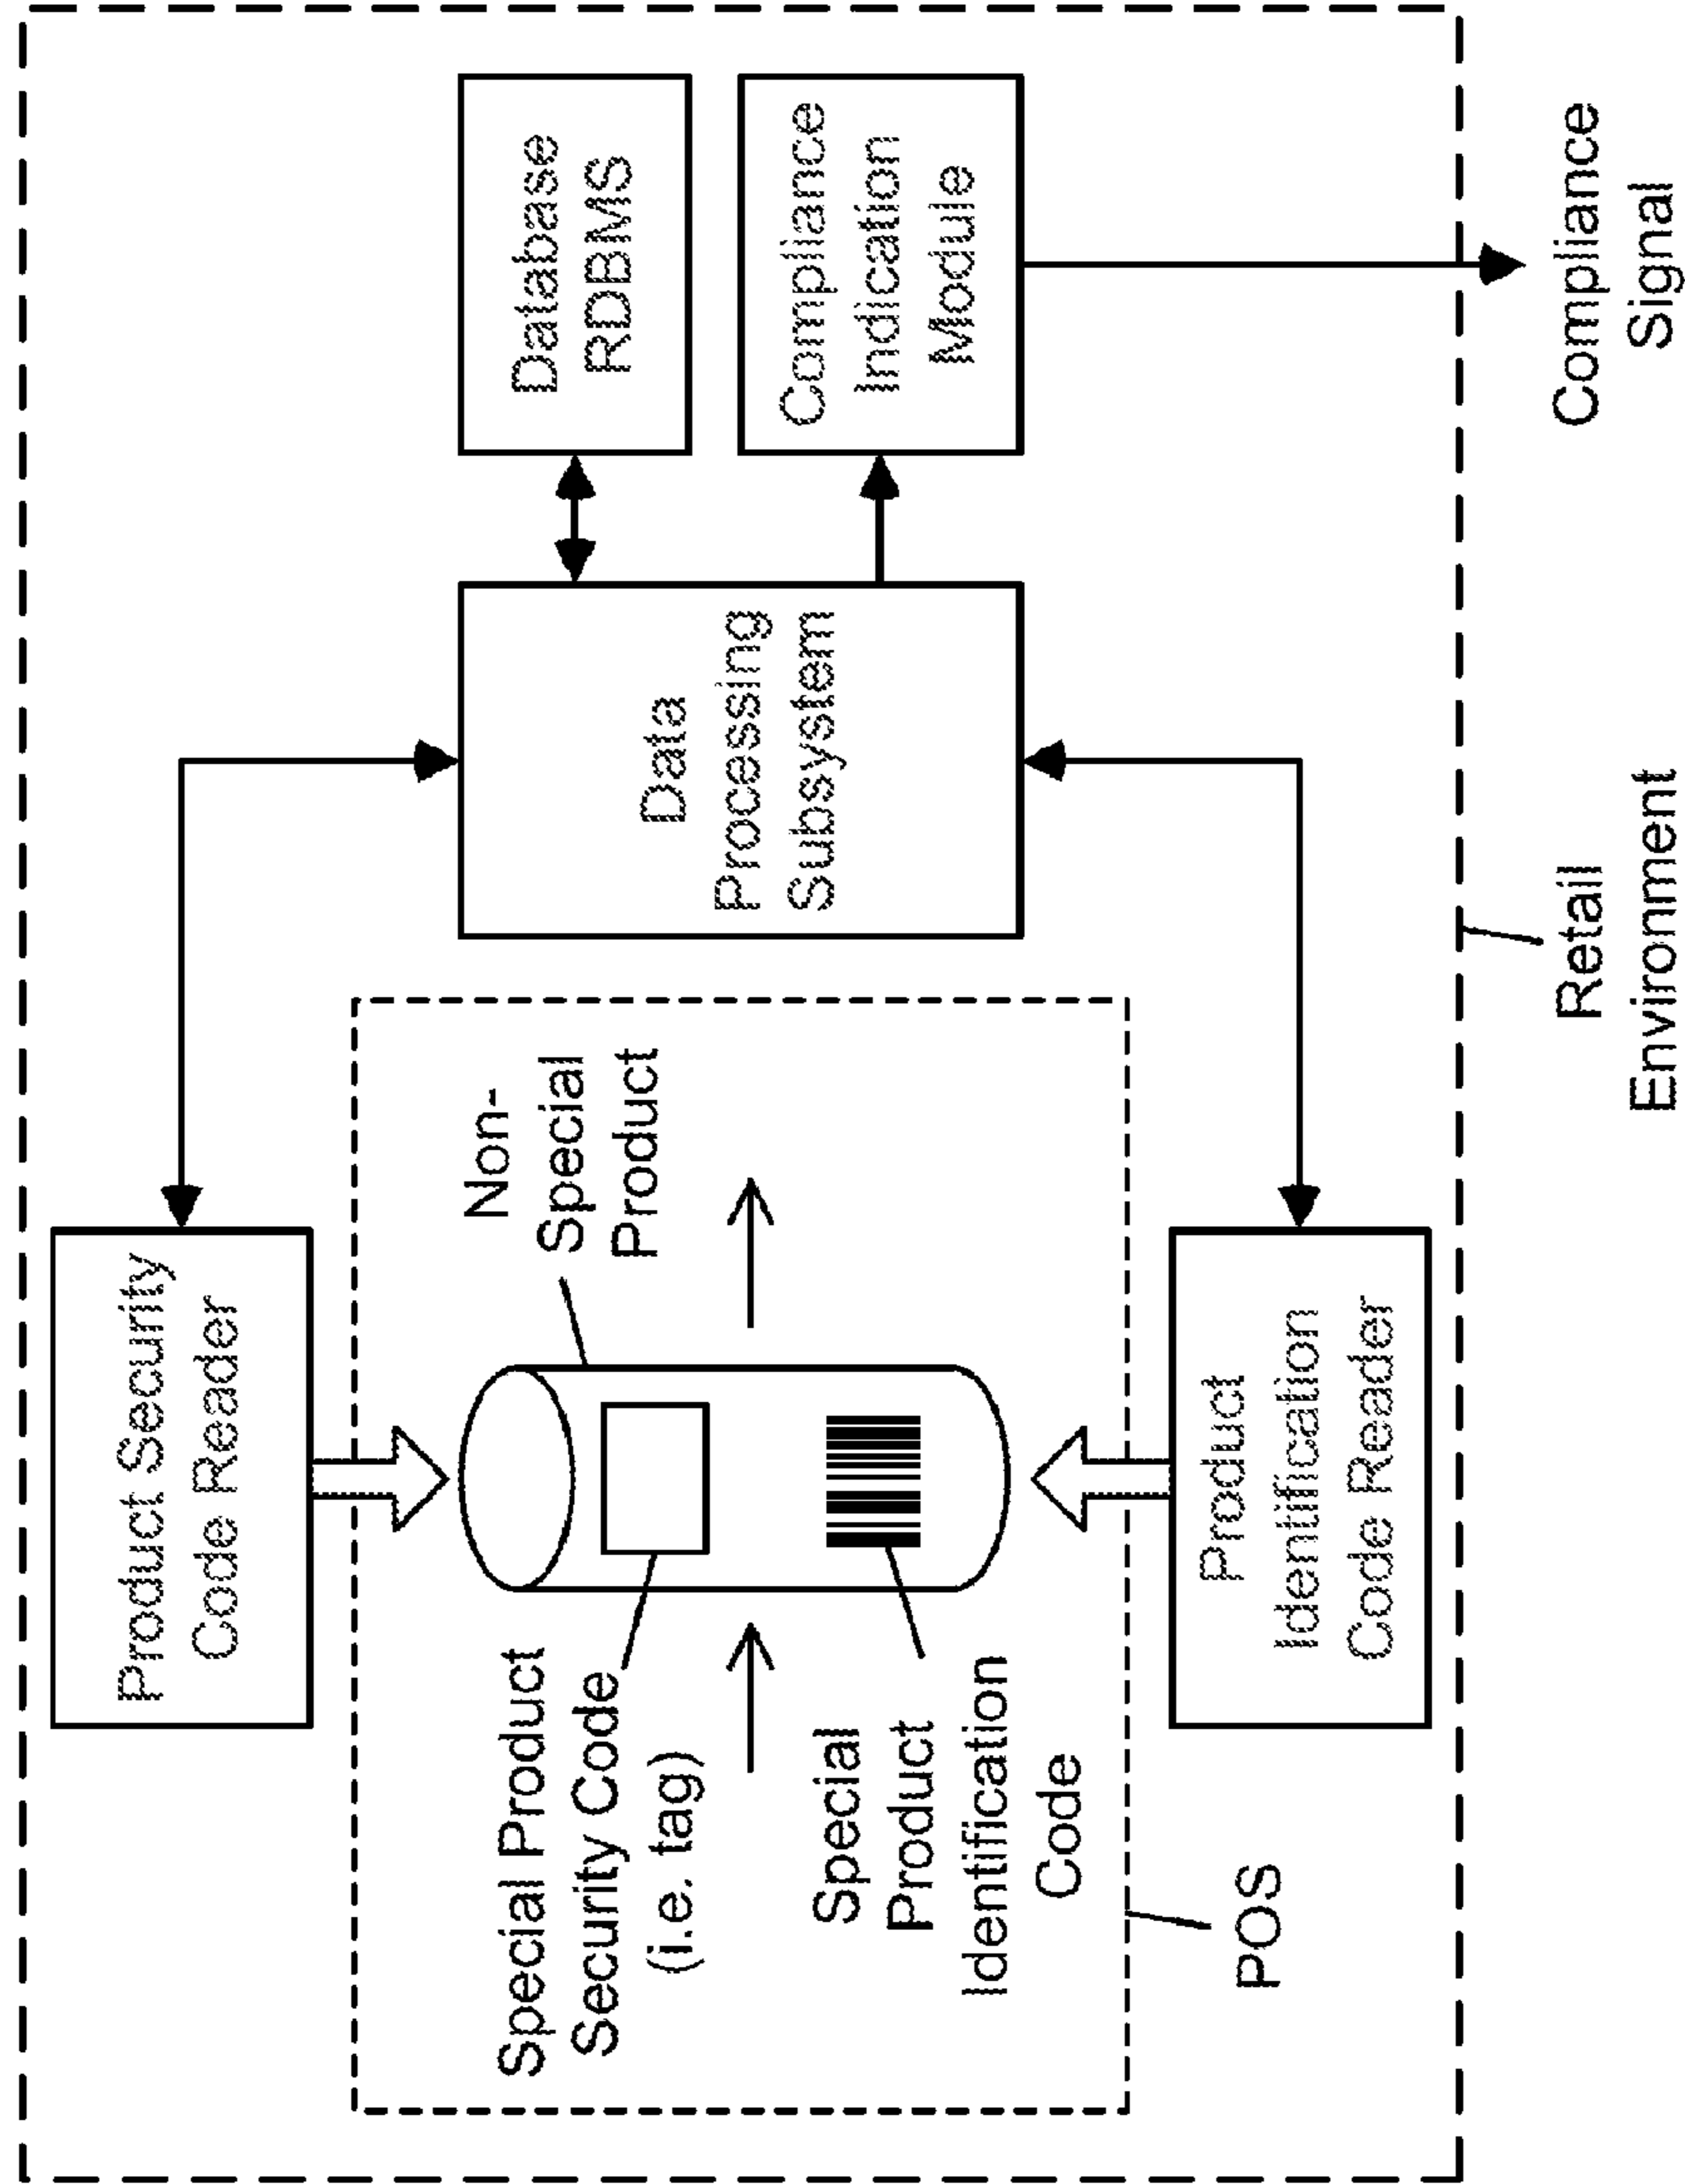 Product Security
Code Reader
Special Product
Security Code
(i.e. tag)
Non-
Special
Product
Special
Product
Identification
Code
Data
Processing
Subsystem
Database
RDBMS
Compliance
Indication
Module
Product
Identification
Code Reader
POS
Retail
Environment
Compliance
Signal